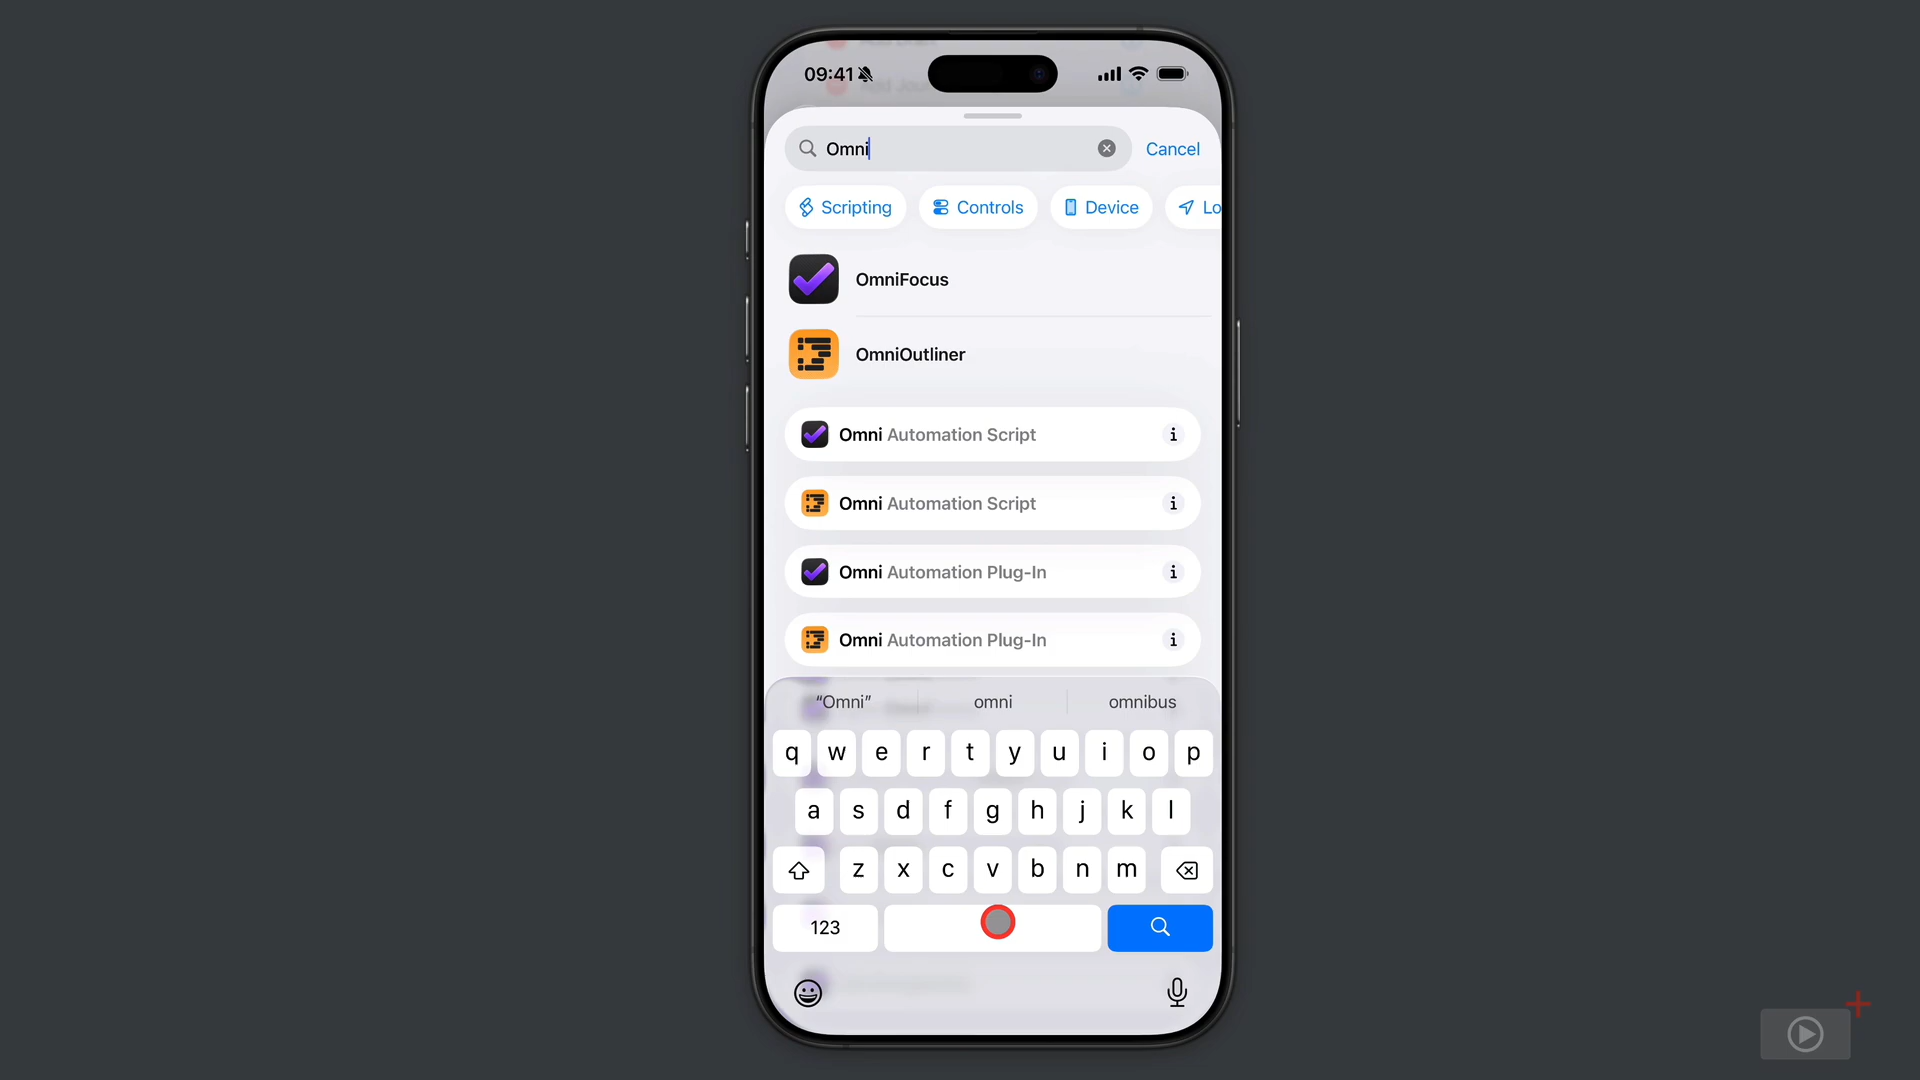 09:41
Omni
Cancel
Scripting
Controls
Device
Lo
OmniFocus
OmniOutliner
Omni Automation Script
Omni Automation Script
Omni Automation Plug-In
Omni Automation Plug-In
“Omni” omni omnibus
q w e r t y u i o p
a s d f g h j k l
z x c v b n m
123